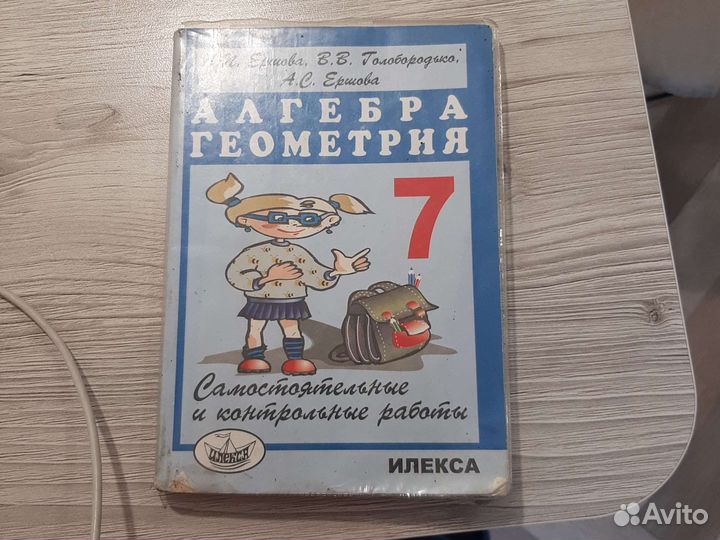 Ершова, В.В. Голобородько,
А.С. Ершова
АЛГЕБРА
ГЕОМЕТРИЯ
7
Самостоятельные
и контрольные работы
ИЛЕКСА
ИЛЕКСА
Avito